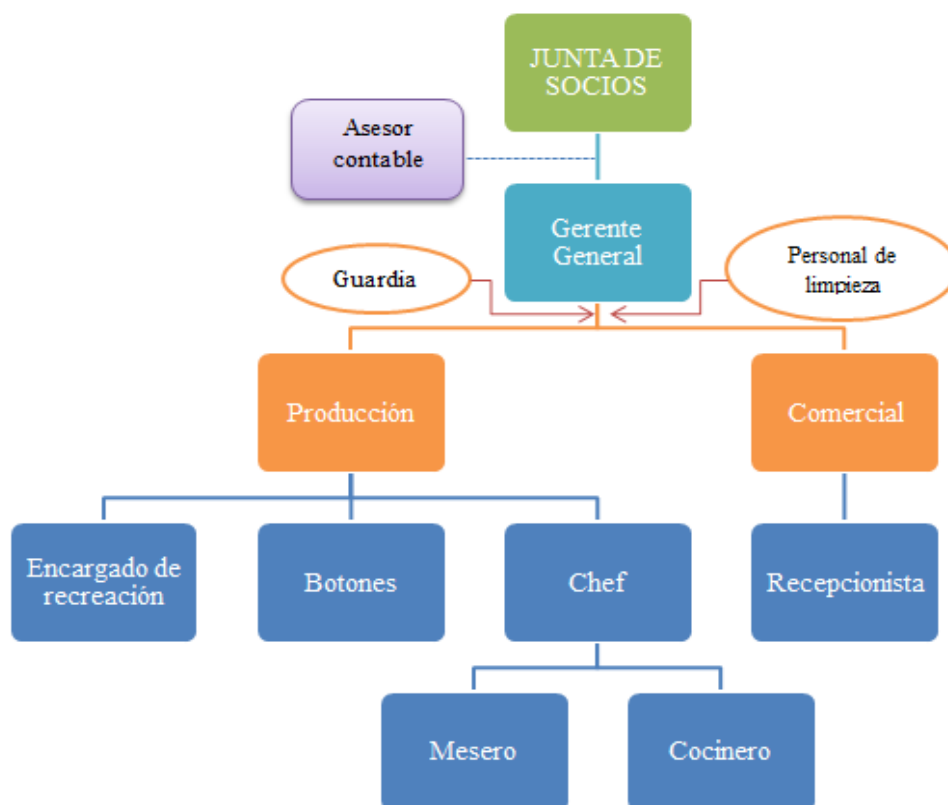 JUNTA DE
SOCIOS
Asesor
contable
Gerente
General
Guardia
Personal de
limpieza
Producción
Comercial
Encargado de
recreación
Botones
Chef
Recepcionista
Mesero
Cocinero